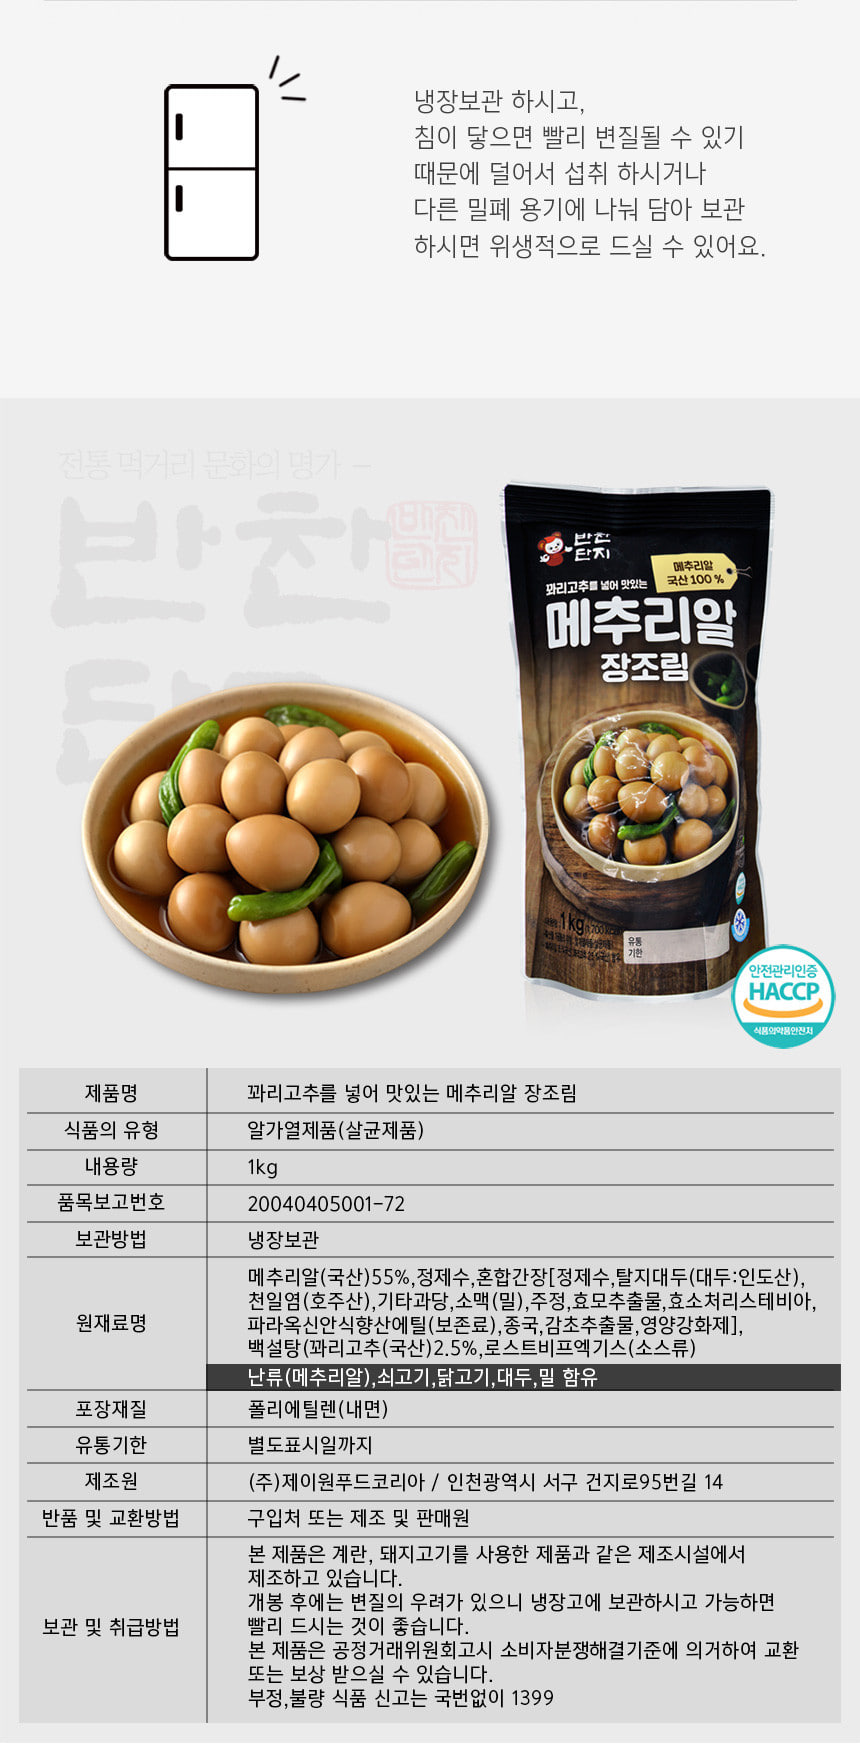 냉장보관 하시고,
침이 닿으면 빨리 변질될 수 있기
때문에 덜어서 섭취 하시거나
다른 밀폐 용기에 나눠 담아 보관
하시면 위생적으로 드실 수 있어요.
전통 먹거리 문화의 명가 –
반찬
반찬단지
반찬
단지
메추리알
국산 100 %
꽈리고추를 넣어 맛있는
메추리알
장조림
1kg
유통
기한
안전관리인증
HACCP
식품의약품안전처
제품명 꽈리고추를 넣어 맛있는 메추리알 장조림
식품의 유형 알가열제품(살균제품)
내용량 1kg
품목보고번호 20040405001-72
보관방법 냉장보관
원재료명 메추리알(국산)55%,정제수,혼합간장[정제수,탈지대두(대두:인도산),
천일염(호주산),기타과당,소맥(밀),주정,효모추출물,효소처리스테비아,
파라옥신안식향산에틸(보존료),종국,감초추출물,영양강화제],
백설탕(꽈리고추(국산)2.5%,로스트비프엑기스(소스류)
난류(메추리알),쇠고기,닭고기,대두,밀 함유
포장재질 폴리에틸렌(내면)
유통기한 별도표시일까지
제조원 (주)제이원푸드코리아 / 인천광역시 서구 건지로95번길 14
반품 및 교환방법 구입처 또는 제조 및 판매원
보관 및 취급방법 본 제품은 계란, 돼지고기를 사용한 제품과 같은 제조시설에서
제조하고 있습니다.
개봉 후에는 변질의 우려가 있으니 냉장고에 보관하시고 가능하면
빨리 드시는 것이 좋습니다.
본 제품은 공정거래위원회고시 소비자분쟁해결기준에 의거하여 교환
또는 보상 받으실 수 있습니다.
부정,불량 식품 신고는 국번없이 1399